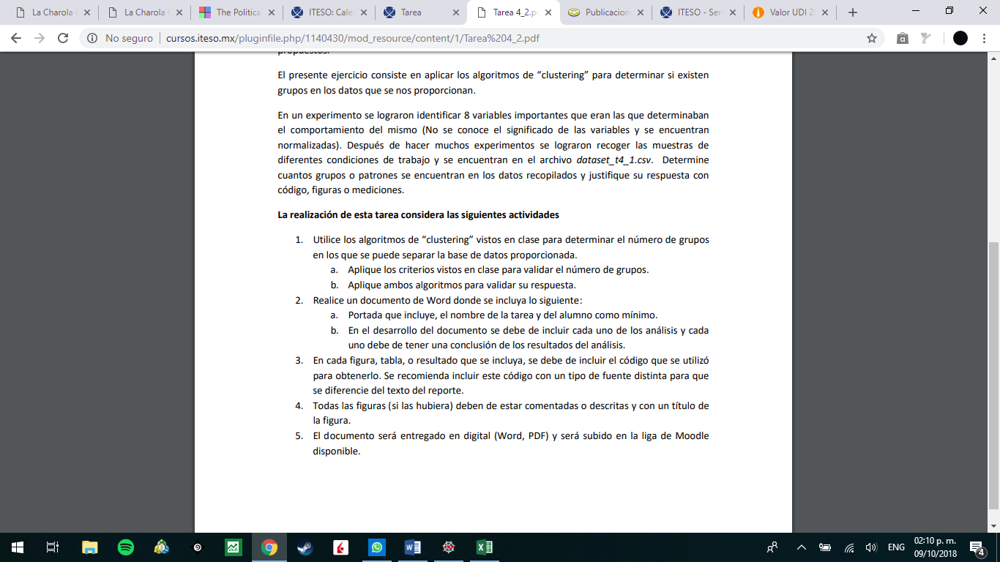 La Charola
La Charola
The Politica
ITESO: Cale
Tarea
Tarea 4_2.p
Publicacion
ITESO - Ser
Valor UDI 2
No seguro
cursos.iteso.mx/pluginfile.php/1140430/mod_resource/content/1/Tarea%204_2.pdf
propuestos.
El presente ejercicio consiste en aplicar los algoritmos de “clustering” para determinar si existen
grupos en los datos que se nos proporcionan.
En un experimento se lograron identificar 8 variables importantes que eran las que determinaban
el comportamiento del mismo (No se conoce el significado de las variables y se encuentran
normalizadas). Después de hacer muchos experimentos se lograron recoger las muestras de
diferentes condiciones de trabajo y se encuentran en el archivo dataset_t4_1.csv. Determine
cuantos grupos o patrones se encuentran en los datos recopilados y justifique su respuesta con
código, figuras o mediciones.
La realización de esta tarea considera las siguientes actividades
1. Utilice los algoritmos de “clustering” vistos en clase para determinar el número de grupos
en los que se puede separar la base de datos proporcionada.
a. Aplique los criterios vistos en clase para validar el número de grupos.
b. Aplique ambos algoritmos para validar su respuesta.
2. Realice un documento de Word donde se incluya lo siguiente:
a. Portada que incluye, el nombre de la tarea y del alumno como mínimo.
b. En el desarrollo del documento se debe de incluir cada uno de los análisis y cada
uno debe de tener una conclusión de los resultados del análisis.
3. En cada figura, tabla, o resultado que se incluya, se debe de incluir el código que se utilizó
para obtenerlo. Se recomienda incluir este código con un tipo de fuente distinta para que
se diferencie del texto del reporte.
4. Todas las figuras (si las hubiera) deben de estar comentadas o descritas y con un título de
la figura.
5. El documento será entregado en digital (Word, PDF) y será subido en la liga de Moodle
disponible.
ENG
02:10 p. m.
09/10/2018
4